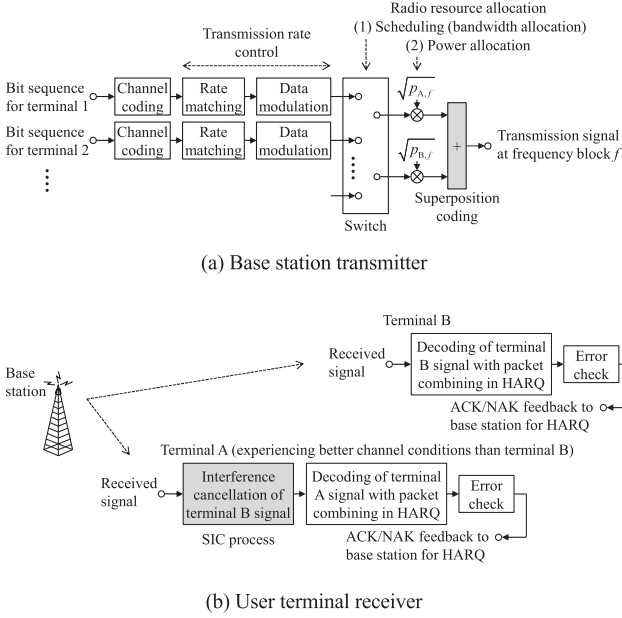 Radio resource allocation
(1) Scheduling (bandwidth allocation)
(2) Power allocation
Transmission rate
control
Bit sequence
for terminal 1
Channel
coding
Rate
matching
Data
modulation
√p_A,f
Bit sequence
for terminal 2
Channel
coding
Rate
matching
Data
modulation
√p_B,f
+
Transmission signal
at frequency block f
Superposition
coding
Switch
(a) Base station transmitter
Terminal B
Base
station
Received
signal
Decoding of terminal
B signal with packet
combining in HARQ
Error
check
ACK/NAK feedback to
base station for HARQ
Terminal A (experiencing better channel conditions than terminal B)
Received
signal
Interference
cancellation of
terminal B signal
Decoding of terminal
A signal with packet
combining in HARQ
Error
check
SIC process
ACK/NAK feedback to
base station for HARQ
(b) User terminal receiver